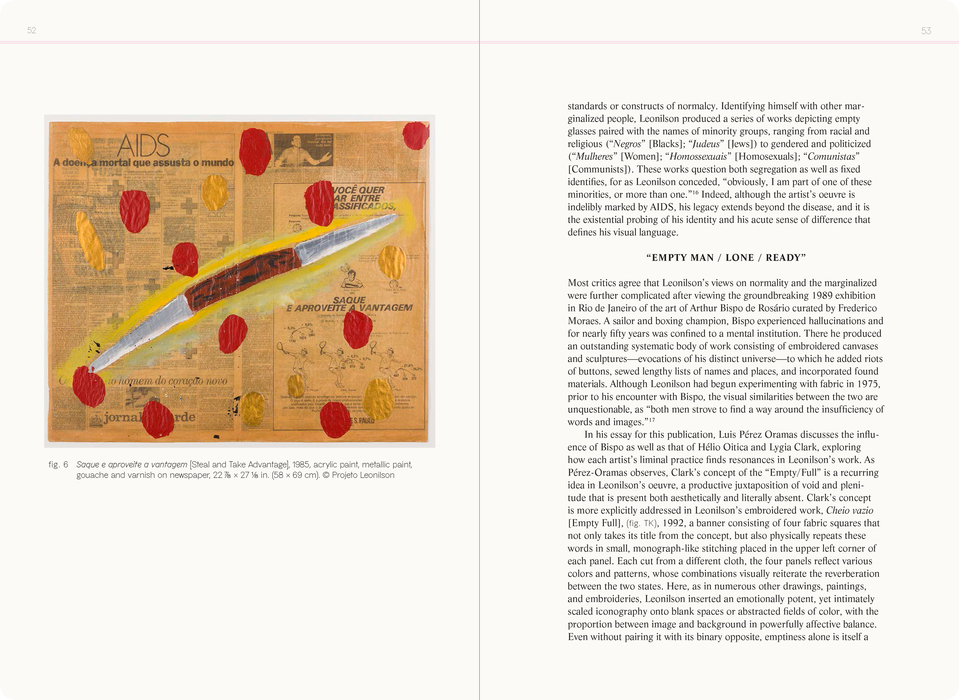 52
AIDS
A doença mortal que assusta o mundo
VOCÊ QUER
AR ENTRE
ASSIFICADOS,
SAQUE
E APROVEITE A VANTAGEM
to homem do coração novo
jornal
arde
S. PAULO
fig. 6 Saque e aproveite a vantagem [Steal and Take Advantage], 1985, acrylic paint, metallic paint,
gouache and varnish on newspaper, 22 ⅞ × 27 ⅛ in. (58 × 69 cm). © Projeto Leonilson
53
standards or constructs of normalcy. Identifying himself with other mar-
ginalized people, Leonilson produced a series of works depicting empty
glasses paired with the names of minority groups, ranging from racial and
religious (“Negros” [Blacks]; “Judeus” [Jews]) to gendered and politicized
(“Mulheres” [Women]; “Homossexuais” [Homosexuals]; “Comunistas”
[Communists]). These works question both segregation as well as fixed
identifies, for as Leonilson conceded, “obviously, I am part of one of these
minorities, or more than one.”16 Indeed, although the artist’s oeuvre is
indelibly marked by AIDS, his legacy extends beyond the disease, and it is
the existential probing of his identity and his acute sense of difference that
defines his visual language.
“EMPTY MAN / LONE / READY”
Most critics agree that Leonilson’s views on normality and the marginalized
were further complicated after viewing the groundbreaking 1989 exhibition
in Rio de Janeiro of the art of Arthur Bispo de Rosário curated by Frederico
Moraes. A sailor and boxing champion, Bispo experienced hallucinations and
for nearly fifty years was confined to a mental institution. There he produced
an outstanding systematic body of work consisting of embroidered canvases
and sculptures—evocations of his distinct universe—to which he added riots
of buttons, sewed lengthy lists of names and places, and incorporated found
materials. Although Leonilson had begun experimenting with fabric in 1975,
prior to his encounter with Bispo, the visual similarities between the two are
unquestionable, as “both men strove to find a way around the insufficiency of
words and images.”17
In his essay for this publication, Luis Pérez Oramas discusses the influ-
ence of Bispo as well as that of Hélio Oitica and Lygia Clark, exploring
how each artist’s liminal practice finds resonances in Leonilson’s work. As
Pérez-Oramas observes, Clark’s concept of the “Empty/Full” is a recurring
idea in Leonilson’s oeuvre, a productive juxtaposition of void and pleni-
tude that is present both aesthetically and literally absent. Clark’s concept
is more explicitly addressed in Leonilson’s embroidered work, Cheio vazio
[Empty Full], (fig. TK), 1992, a banner consisting of four fabric squares that
not only takes its title from the concept, but also physically repeats these
words in small, monograph-like stitching placed in the upper left corner of
each panel. Each cut from a different cloth, the four panels reflect various
colors and patterns, whose combinations visually reiterate the reverberation
between the two states. Here, as in numerous other drawings, paintings,
and embroideries, Leonilson inserted an emotionally potent, yet intimately
scaled iconography onto blank spaces or abstracted fields of color, with the
proportion between image and background in powerfully affective balance.
Even without pairing it with its binary opposite, emptiness alone is itself a